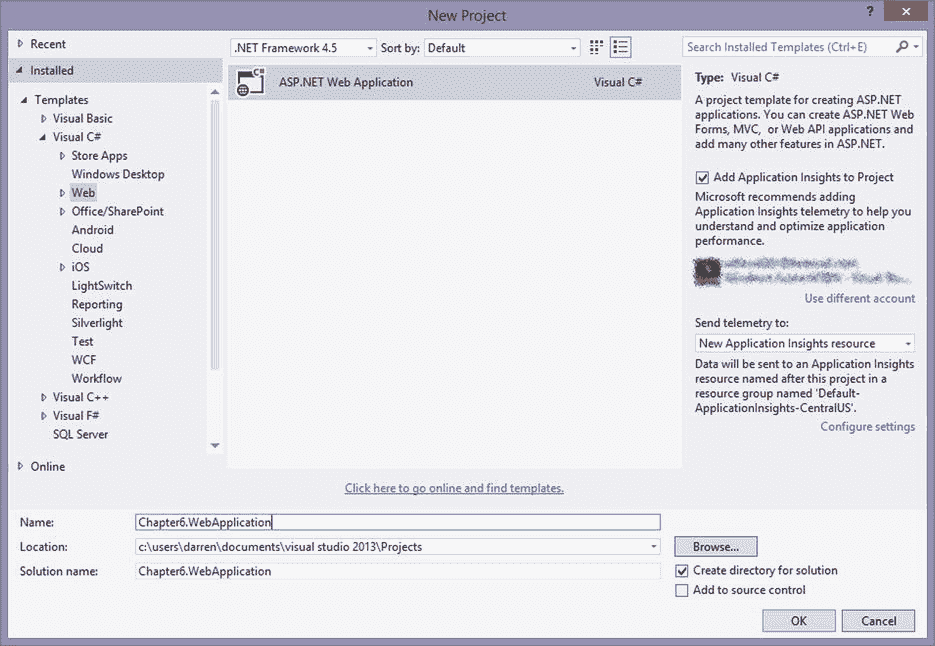 New Project
?
Recent
.NET Framework 4.5
Sort by:
Default
Search Installed Templates (Ctrl+E)
Installed
Templates
Visual Basic
Visual C#
Store Apps
Windows Desktop
Web
Office/SharePoint
Android
Cloud
iOS
LightSwitch
Reporting
Silverlight
Test
WCF
Workflow
Visual C++
Visual F#
SQL Server
Online
C#
ASP.NET Web Application
Visual C#
Click here to go online and find templates.
Type: Visual C#
A project template for creating ASP.NET
applications. You can create ASP.NET Web
Forms, MVC, or Web API applications and
add many other features in ASP.NET.
Add Application Insights to Project
Microsoft recommends adding
Application Insights telemetry to help you
understand and optimize application
performance.
Use different account
Send telemetry to:
New Application Insights resource
Data will be sent to an Application Insights
resource named after this project in a
resource group named 'Default-
ApplicationInsights-CentralUS'.
Configure settings
Name:
Chapter6.WebApplication
Location:
c:\users\darren\documents\visual studio 2013\Projects
Browse...
Solution name:
Chapter6.WebApplication
Create directory for solution
Add to source control
OK
Cancel